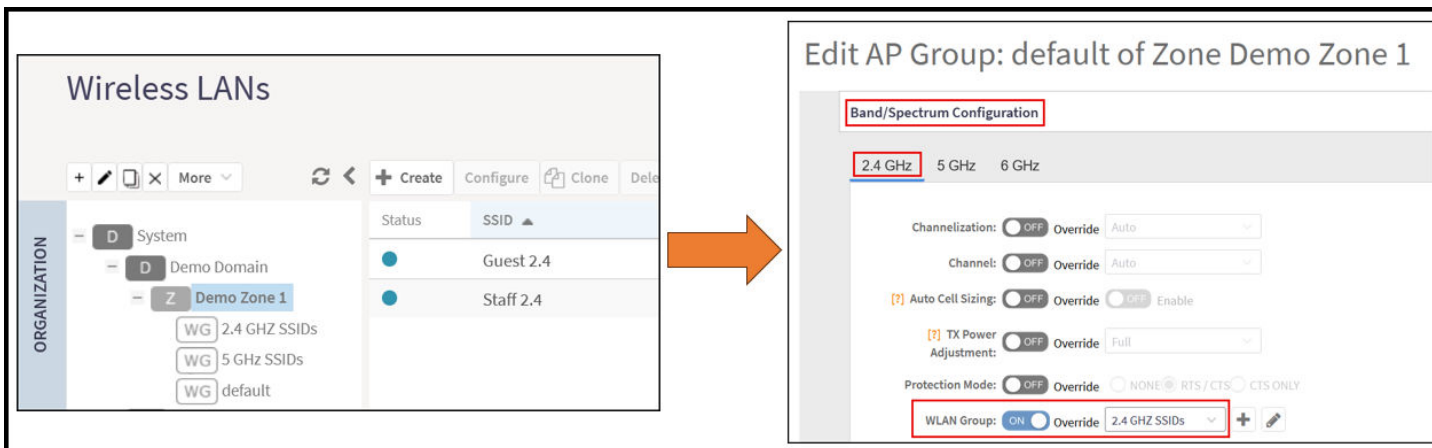 Wireless LANs
+ More
+ Create Configure Clone Dele
ORGANIZATION
Status SSID
D System
D Demo Domain
Z Demo Zone 1
WG 2.4 GHZ SSIDs
WG 5 GHz SSIDs
WG default
Guest 2.4
Staff 2.4
Edit AP Group: default of Zone Demo Zone 1
Band/Spectrum Configuration
2.4 GHz 5 GHz 6 GHz
Channelization: OFF Override Auto
Channel: OFF Override Auto
[?] Auto Cell Sizing: OFF Override OFF Enable
[?] TX Power
Adjustment: OFF Override Full
Protection Mode: OFF Override NONE RTS / CTS CTS ONLY
WLAN Group: ON Override 2.4 GHZ SSIDs +